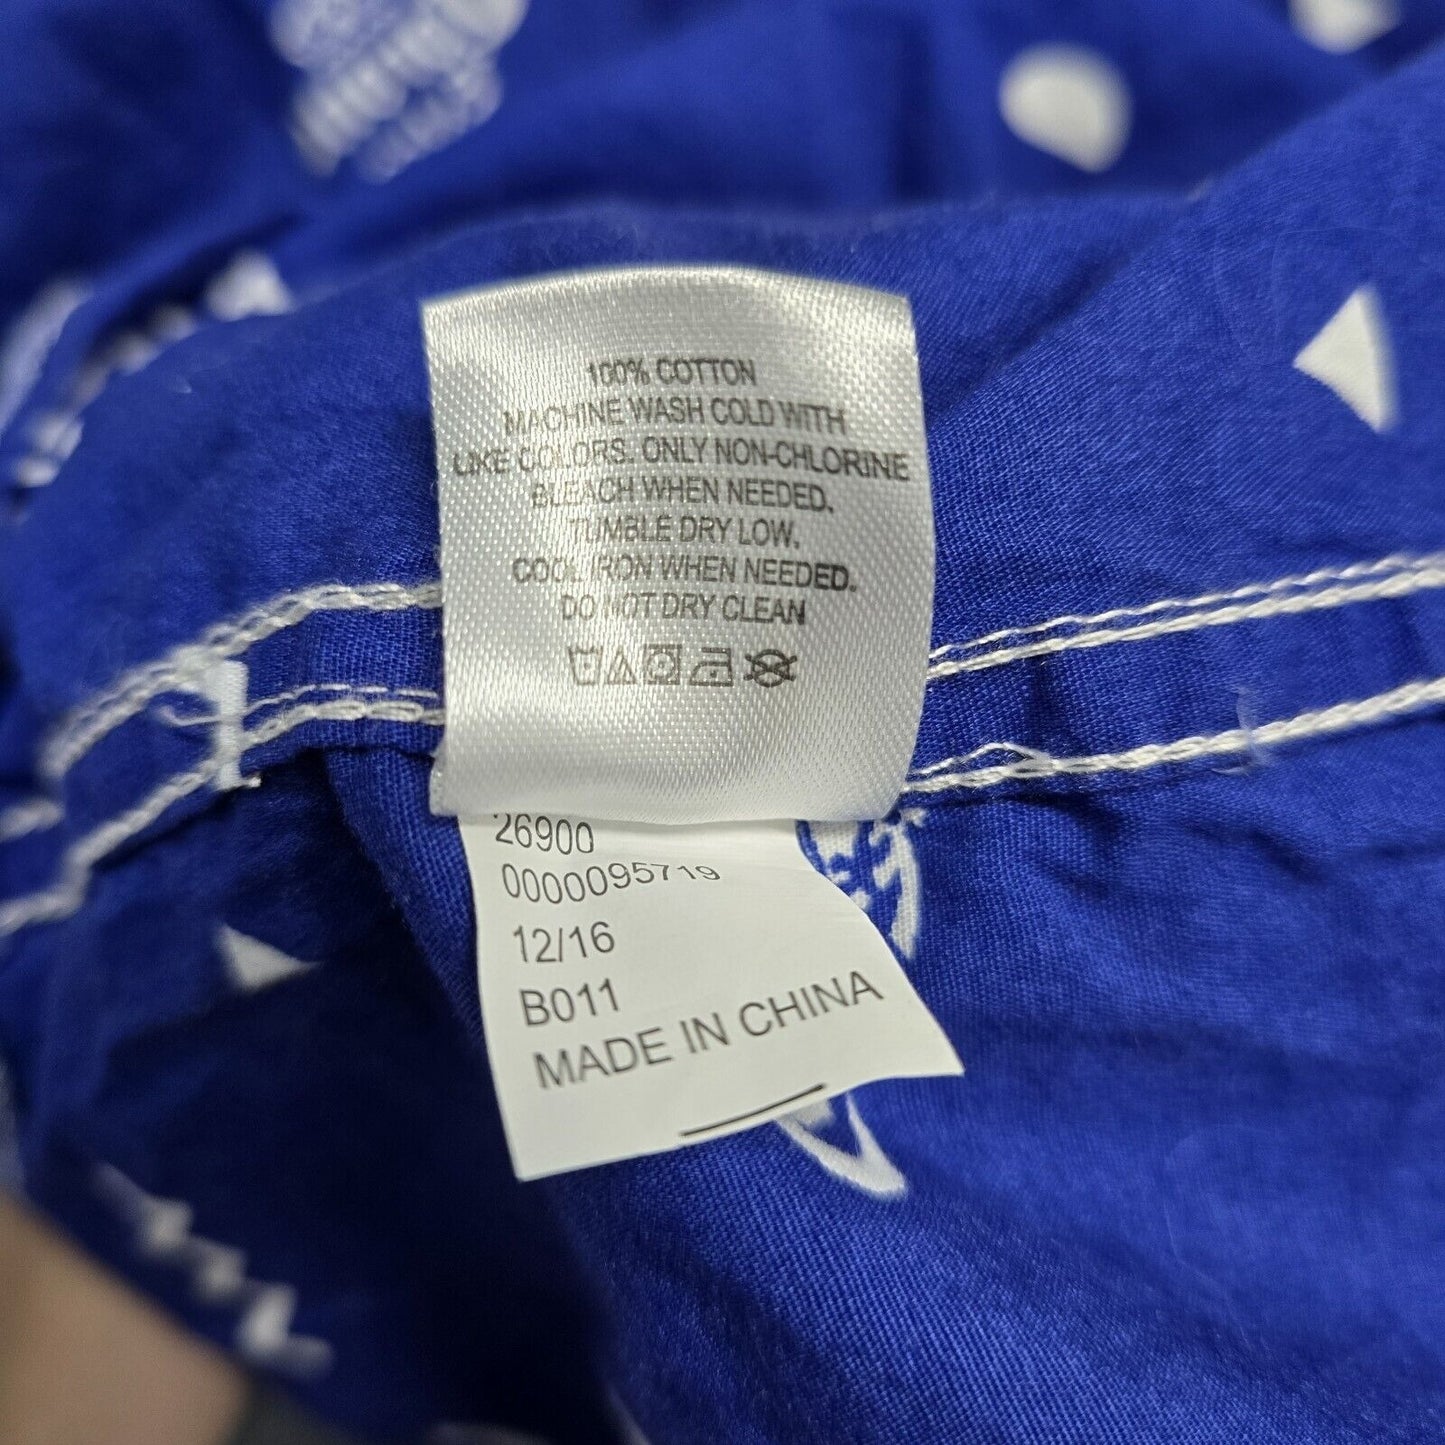 100% COTTON
MACHINE WASH COLD WITH
LIKE COLORS. ONLY NON-CHLORINE
BLEACH WHEN NEEDED.
TUMBLE DRY LOW.
COOL IRON WHEN NEEDED.
DO NOT DRY CLEAN
26900
0000095719
12/16
B011
MADE IN CHINA